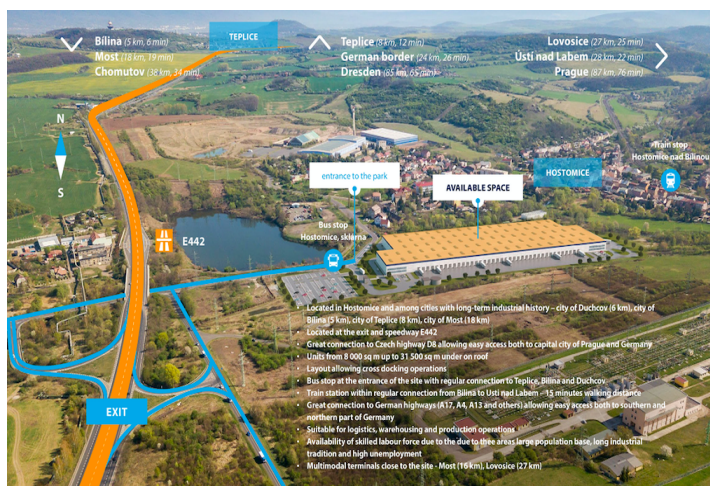 TEPLICE
Bílina (5 km, 6 min)
Most (18 km, 19 min)
Chomutov (38 km, 34 min)
Teplice (8 km, 12 min)
German border (24 km, 26 min)
Dresden (85 km, 65 min)
Lovosice (27 km, 25 min)
Ústí nad Labem (28 km, 22 min)
Prague (87 km, 76 min)
N
S
Train stop
Hostomice nad Bílinou
HOSTOMICE
entrance to the park
AVAILABLE SPACE
Bus stop
Hostomice, sklárna
E442
EXIT
• Located in Hostomice and among cities with long-term industrial history – city of Duchcov (6 km), city of
Bílina (5 km), city of Teplice (8 km), city of Most (18 km)
• Located at the exit and speedway E442
• Great connection to Czech highway D8 allowing easy access both to capital city of Prague and Germany
• Units from 8 000 sq m up to 31 500 sq m under on roof
• Layout allowing cross docking operations
• Bus stop at the entrance of the site with regular connection to Teplice, Bilina and Duchcov
• Train station within regular connection from Bilina to Usti nad Labem – 15 minutes walking distance
• Great connection to German highways (A17, A4, A13 and others) allowing easy access both to southern and
northern part of Germany
• Suitable for logistics, warehousing and production operations
• Availability of skilled labour force due to the due to thee areas large population base, long industrial
tradition and high unemployment
• Multimodal terminals close to the site - Most (16 km), Lovosice (27 km)